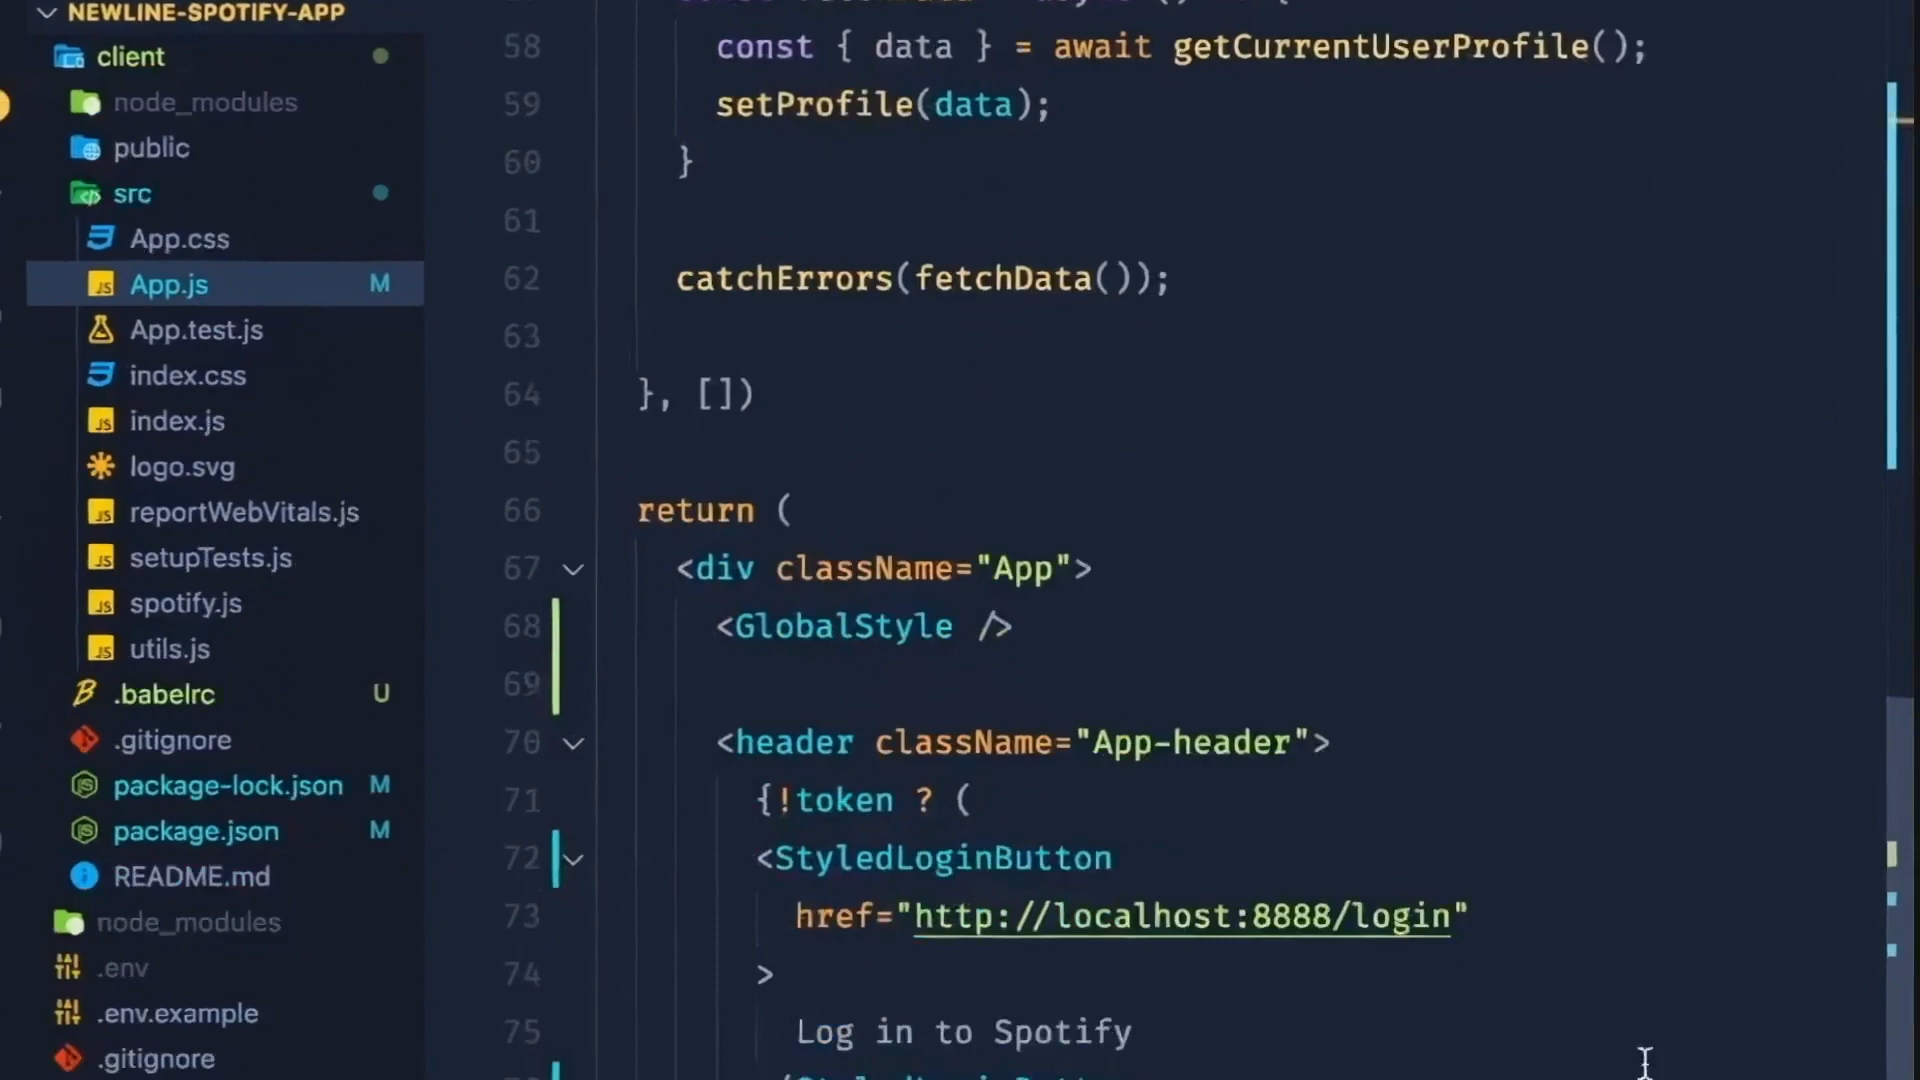 NEWLINE-SPOTIFY-APP
client
node_modules
public
src
App.css
App.js M
App.test.js
index.css
index.js
logo.svg
reportWebVitals.js
setupTests.js
spotify.js
utils.js
.babelrc U
.gitignore
package-lock.json M
package.json M
README.md
node_modules
.env
.env.example
.gitignore
58 const { data } = await getCurrentUserProfile();
59 setProfile(data);
60 }
61
62 catchErrors(fetchData());
63
64 }, [])
65
66 return (
67 <div className="App">
68 <GlobalStyle />
69
70 <header className="App-header">
71 {!token ? (
72 <StyledLoginButton
73 href="http://localhost:8888/login"
74 >
75 Log in to Spotify